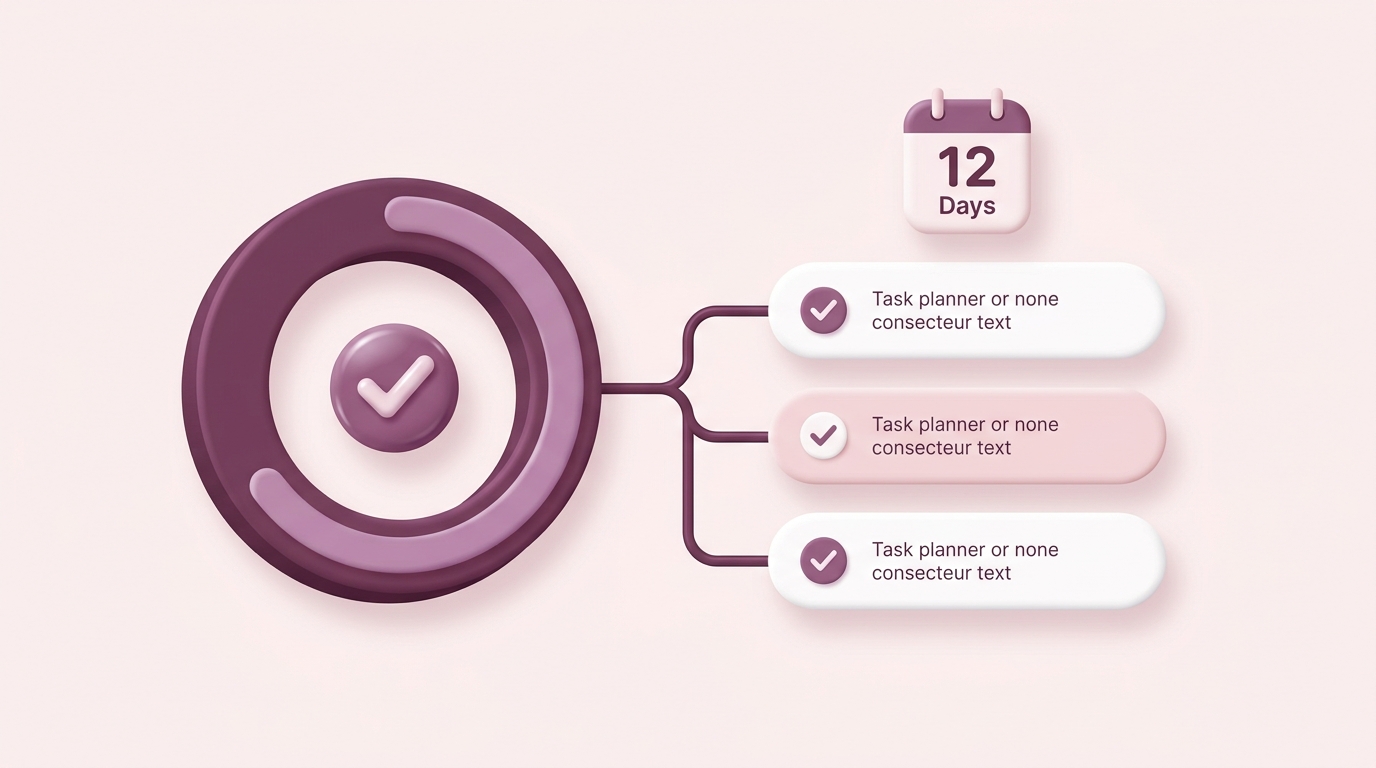 12
Days
Task planner or none
consecteur text
Task planner or none
consecteur text
Task planner or none
consecteur text